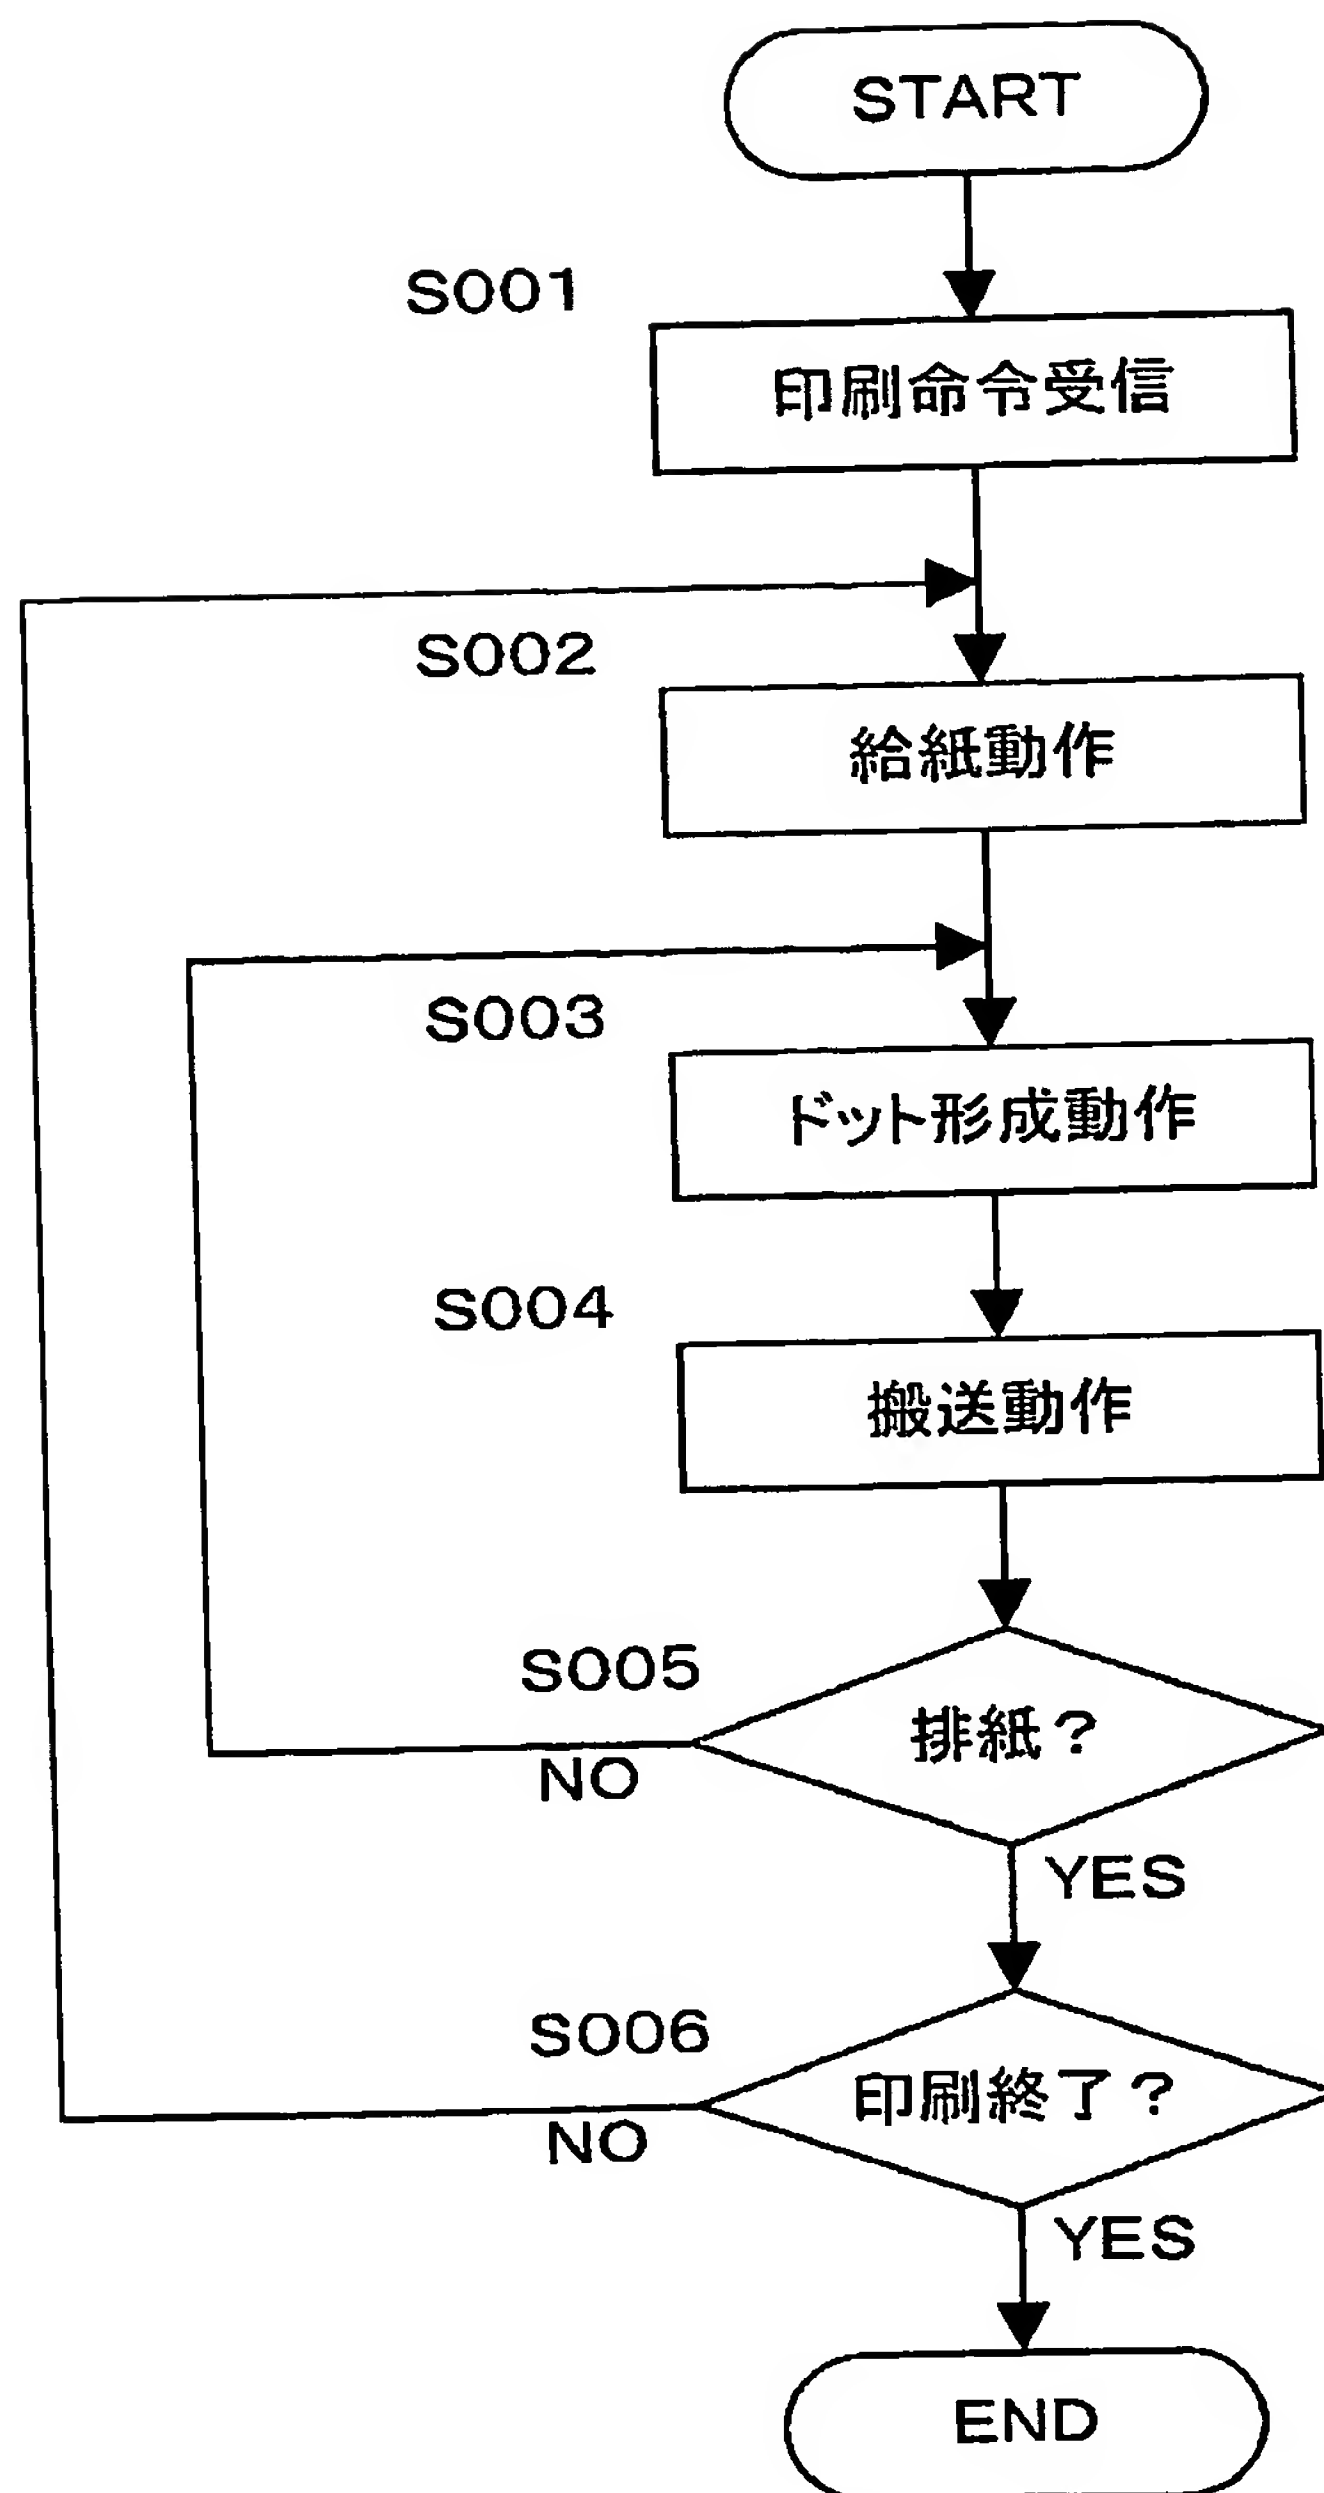 START
S001
印刷命令受信
S002
給紙動作
S003
ドット形成動作
S004
搬送動作
S005
排紙?
NO
YES
S006
印刷終了?
NO
YES
END